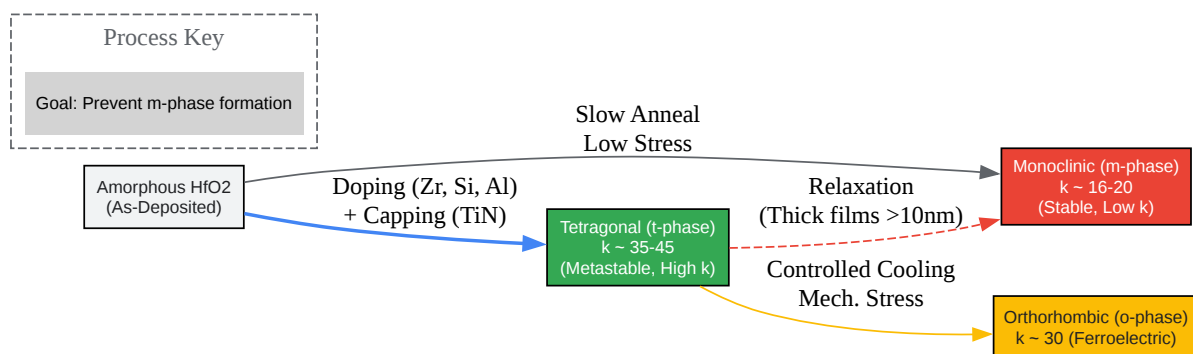 Process Key
Goal: Prevent m-phase formation
Amorphous HfO2
(As-Deposited)
Slow Anneal
Low Stress
Doping (Zr, Si, Al)
+ Capping (TiN)
Tetragonal (t-phase)
k ~ 35-45
(Metastable, High k)
Relaxation
(Thick films >10nm)
Monoclinic (m-phase)
k ~ 16-20
(Stable, Low k)
Controlled Cooling
Mech. Stress
Orthorhombic (o-phase)
k ~ 30 (Ferroelectric)